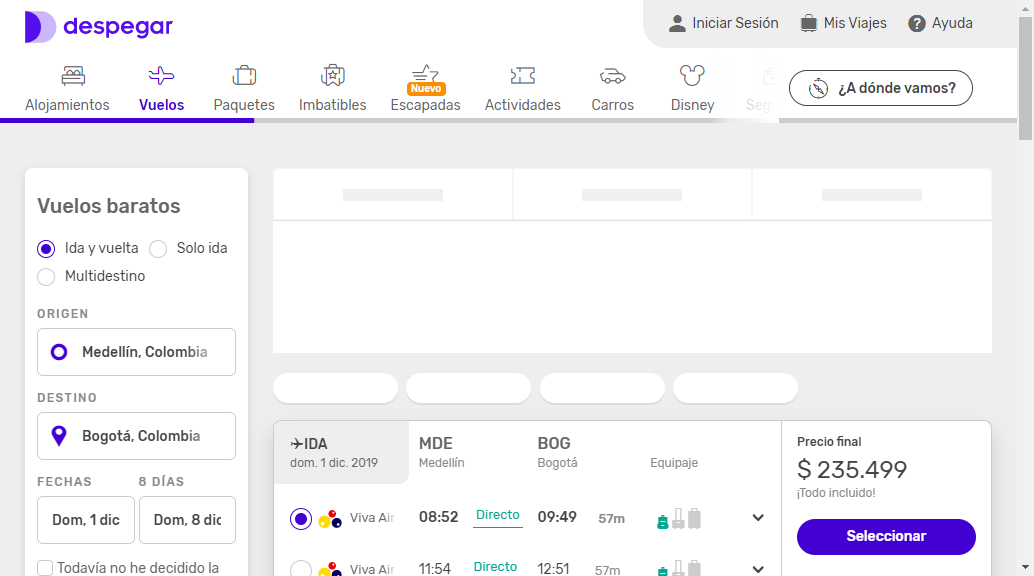 despegar
Iniciar Sesión
Mis Viajes
Ayuda
Alojamientos
Vuelos
Paquetes
Imbatibles
Nuevo
Escapadas
Actividades
Carros
Disney
Seg
¿A dónde vamos?
Vuelos baratos
Ida y vuelta
Solo ida
Multidestino
ORIGEN
Medellín, Colombia
DESTINO
Bogotá, Colombia
FECHAS 8 DÍAS
Dom, 1 dic Dom, 8 dic
Todavía no he decidido la
IDA MDE BOG
dom. 1 dic. 2019 Medellín Bogotá Equipaje
Viva Air 08:52 Directo 09:49 57m
Viva Air 11:54 Directo 12:51 57m
Precio final
$ 235.499
¡Todo incluido!
Seleccionar